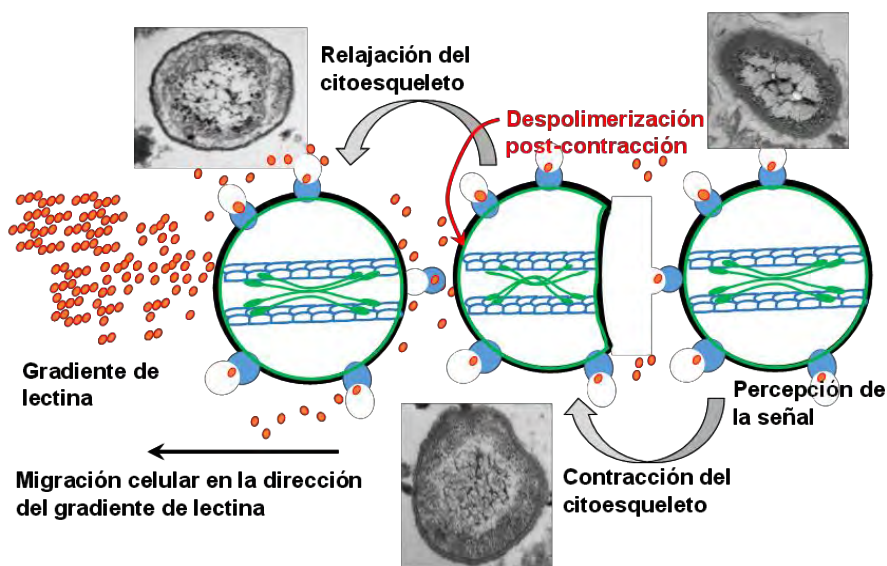 Relajación del
citoesqueleto
Despolimerización
post-contracción
Gradiente de
lectina
Percepción de
la señal
Migración celular en la dirección
del gradiente de lectina
Contracción del
citoesqueleto